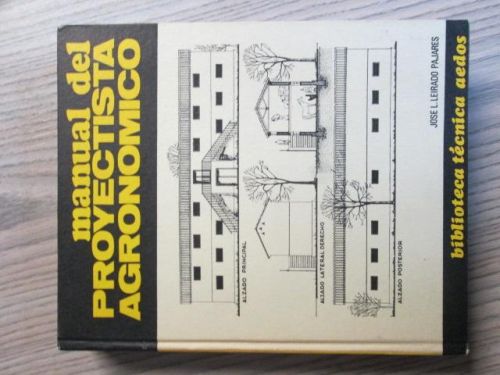 manual del
PROYECTISTA
AGRONOMICO
ALZADO PRINCIPAL
ALZADO LATERAL DERECHO
ALZADO POSTERIOR
JOSE L. LEIRADO PAJARES
biblioteca técnica aedos